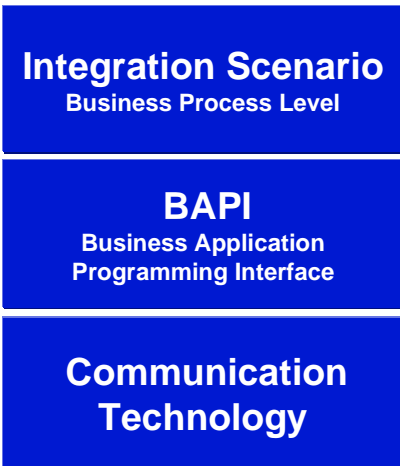 Integration Scenario
Business Process Level
BAPI
Business Application
Programming Interface
Communication
Technology